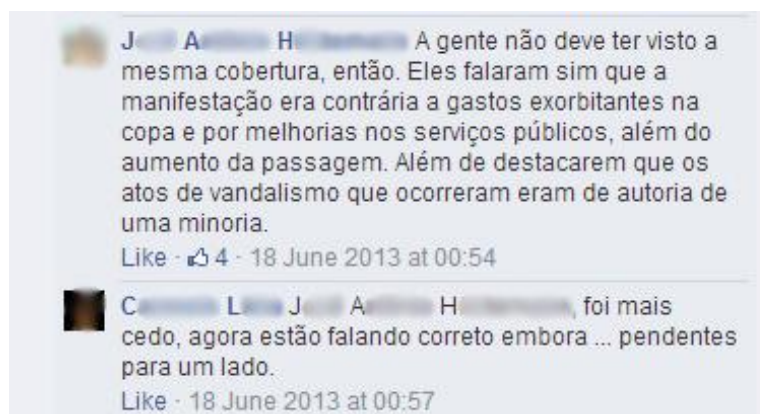 A gente não deve ter visto a
mesma cobertura, então. Eles falaram sim que a
manifestação era contrária a gastos exorbitantes na
copa e por melhorias nos serviços públicos, além do
aumento da passagem. Além de destacarem que os
atos de vandalismo que ocorreram eram de autoria de
uma minoria.
Like · 4 · 18 June 2013 at 00:54
, foi mais
cedo, agora estão falando correto embora ... pendentes
para um lado.
Like · 18 June 2013 at 00:57